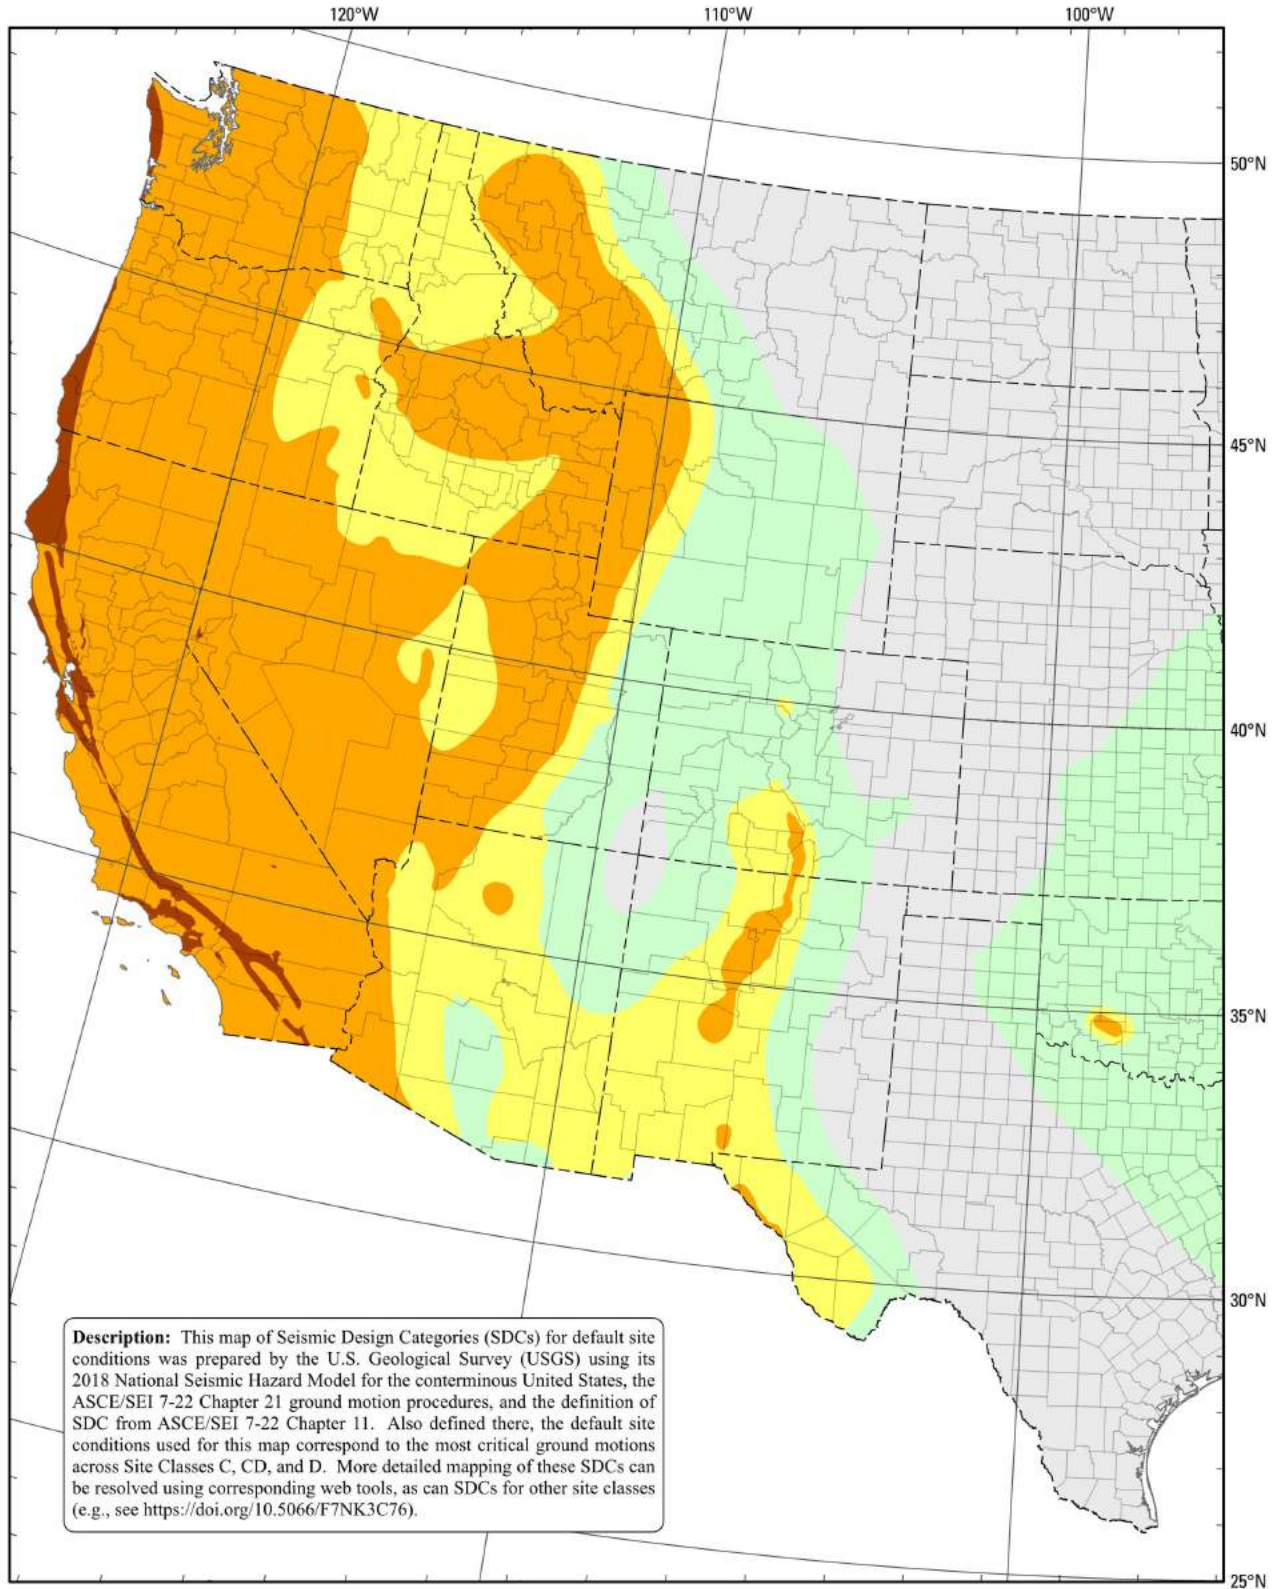 120°W 110°W 100°W
50°N
45°N
40°N
35°N
30°N
25°N
Description: This map of Seismic Design Categories (SDCs) for default site
conditions was prepared by the U.S. Geological Survey (USGS) using its
2018 National Seismic Hazard Model for the conterminous United States, the
ASCE/SEI 7-22 Chapter 21 ground motion procedures, and the definition of
SDC from ASCE/SEI 7-22 Chapter 11. Also defined there, the default site
conditions used for this map correspond to the most critical ground motions
across Site Classes C, CD, and D. More detailed mapping of these SDCs can
be resolved using corresponding web tools, as can SDCs for other site classes
(e.g., see https://doi.org/10.5066/F7NK3C76).